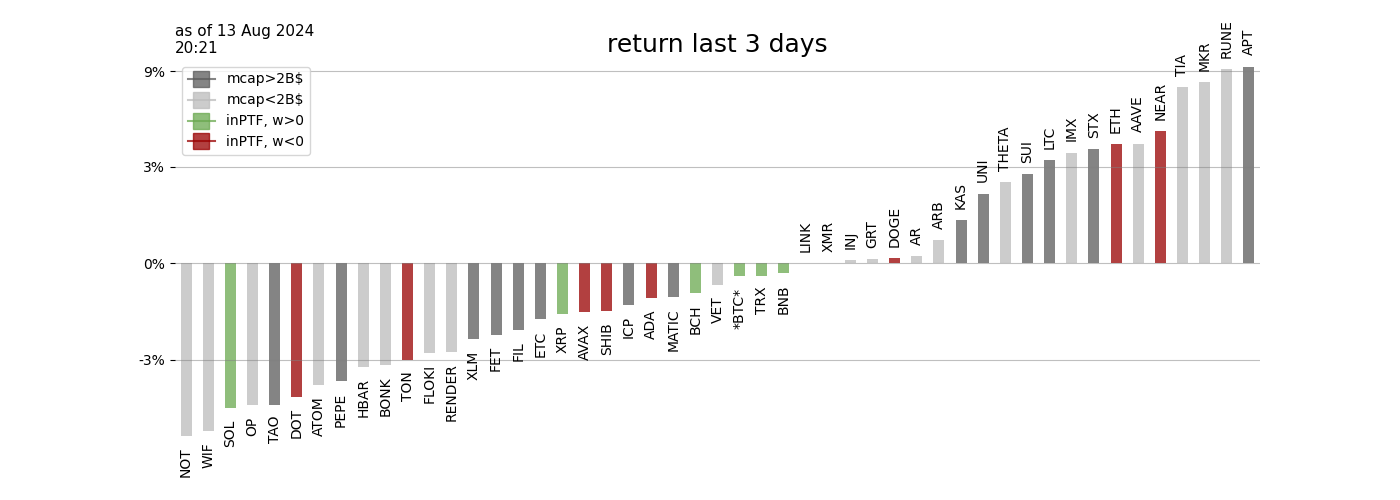 as of 13 Aug 2024
20:21
return last 3 days
mcap>2B$
mcap<2B$
inPTF, w>0
inPTF, w<0
9%
3%
0%
-3%
NOT
WIF
SOL
OP
TAO
DOT
ATOM
PEPE
HBAR
BONK
TON
FLOKI
RENDER
XLM
FET
FIL
ETC
XRP
AVAX
SHIB
ICP
ADA
MATIC
BCH
VET
*BTC*
TRX
BNB
LINK
XMR
INJ
GRT
DOGE
AR
ARB
KAS
UNI
THETA
SUI
LTC
IMX
STX
ETH
AAVE
NEAR
TIA
MKR
RUNE
APT